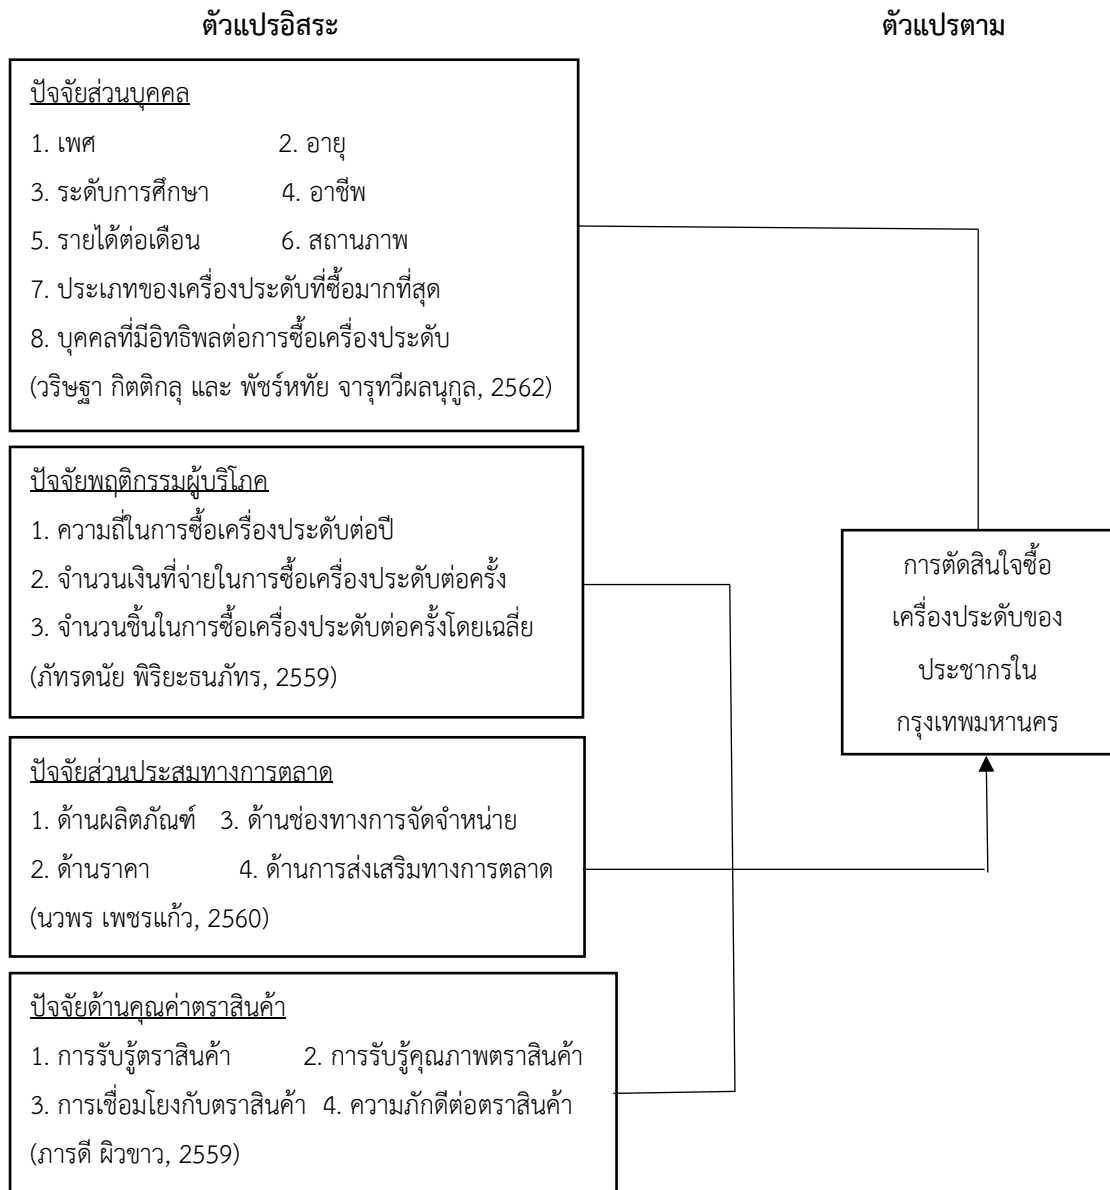 ตัวแปรอิสระ ตัวแปรตาม
ปัจจัยส่วนบุคคล
1. เพศ 2. อายุ
3. ระดับการศึกษา 4. อาชีพ
5. รายได้ต่อเดือน 6. สถานภาพ
7. ประเภทของเครื่องประดับที่ซื้อมากที่สุด
8. บุคคลที่มีอิทธิพลต่อการซื้อเครื่องประดับ
(วริษฐา กิตติกลุ และ พัชร์หทัย จารุทวีผลนุกูล, 2562)
ปัจจัยพฤติกรรมผู้บริโภค
1. ความถี่ในการซื้อเครื่องประดับต่อปี
2. จำนวนเงินที่จ่ายในการซื้อเครื่องประดับต่อครั้ง
3. จำนวนชิ้นในการซื้อเครื่องประดับต่อครั้งโดยเฉลี่ย
(ภัทรดนัย พิริยะธนภัทร, 2559)
การตัดสินใจซื้อ
เครื่องประดับของ
ประชากรใน
กรุงเทพมหานคร
ปัจจัยส่วนประสมทางการตลาด
1. ด้านผลิตภัณฑ์ 3. ด้านช่องทางการจัดจำหน่าย
2. ด้านราคา 4. ด้านการส่งเสริมทางการตลาด
(นวพร เพชรแก้ว, 2560)
ปัจจัยด้านคุณค่าตราสินค้า
1. การรับรู้ตราสินค้า 2. การรับรู้คุณภาพตราสินค้า
3. การเชื่อมโยงกับตราสินค้า 4. ความภักดีต่อตราสินค้า
(ภารดี ผิวขาว, 2559)